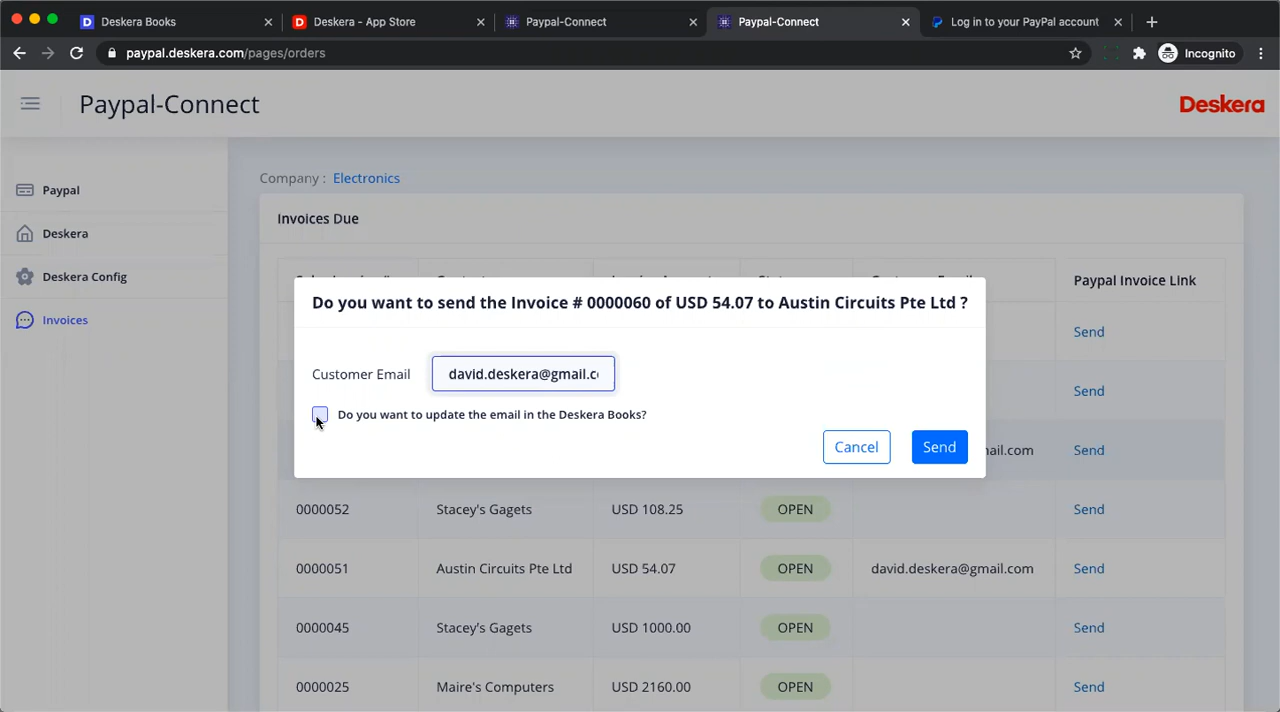 Deskera Books
Deskera - App Store
Paypal-Connect
Paypal-Connect
Log in to your PayPal account
paypal.deskera.com/pages/orders
Incognito
Paypal-Connect
Deskera
Paypal
Deskera
Deskera Config
Invoices
Company : Electronics
Invoices Due
Paypal Invoice Link
Send
Send
Do you want to send the Invoice # 0000060 of USD 54.07 to Austin Circuits Pte Ltd ?
Customer Email david.deskera@gmail.c
Do you want to update the email in the Deskera Books?
Cancel Send
ail.com Send
0000052 Stacey's Gagets USD 108.25 OPEN Send
0000051 Austin Circuits Pte Ltd USD 54.07 OPEN david.deskera@gmail.com Send
0000045 Stacey's Gagets USD 1000.00 OPEN Send
0000025 Maire's Computers USD 2160.00 OPEN Send